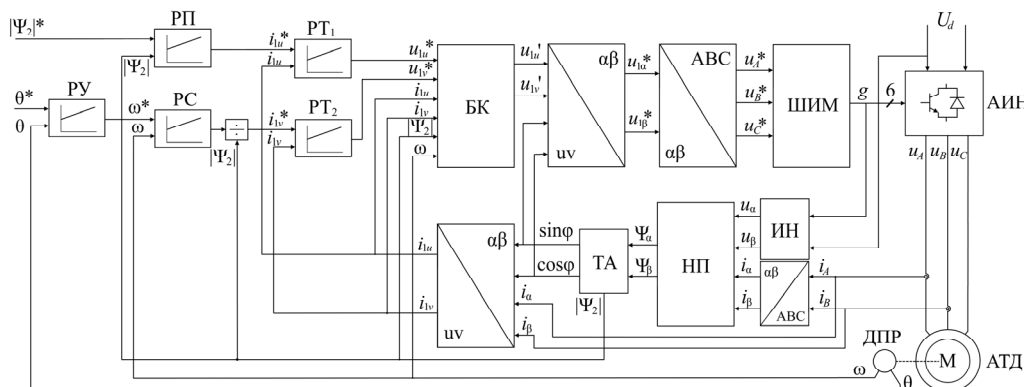 |Ψ2|*
РП
|Ψ2|
i1u*
i1u
РТ1
θ*
θ
РУ
ω*
ω
РС
÷
|Ψ2|
i1v*
i1v
РТ2
u1u*
u1v*
i1u
i1v
|Ψ2|
ω
БК
u1u'
u1v'
αβ
uv
u1α*
u1β*
ABC
αβ
uA*
uB*
uC*
ШИМ
g
6
Ud
АИН
uA
uB
uC
i1u
i1v
αβ
uv
sinφ
cosφ
iα
iβ
ТА
|Ψ2|
Ψα
Ψβ
НП
uα
uβ
iα
iβ
ИН
αβ
ABC
iA
iB
ДПР
ω
θ
М
АТД